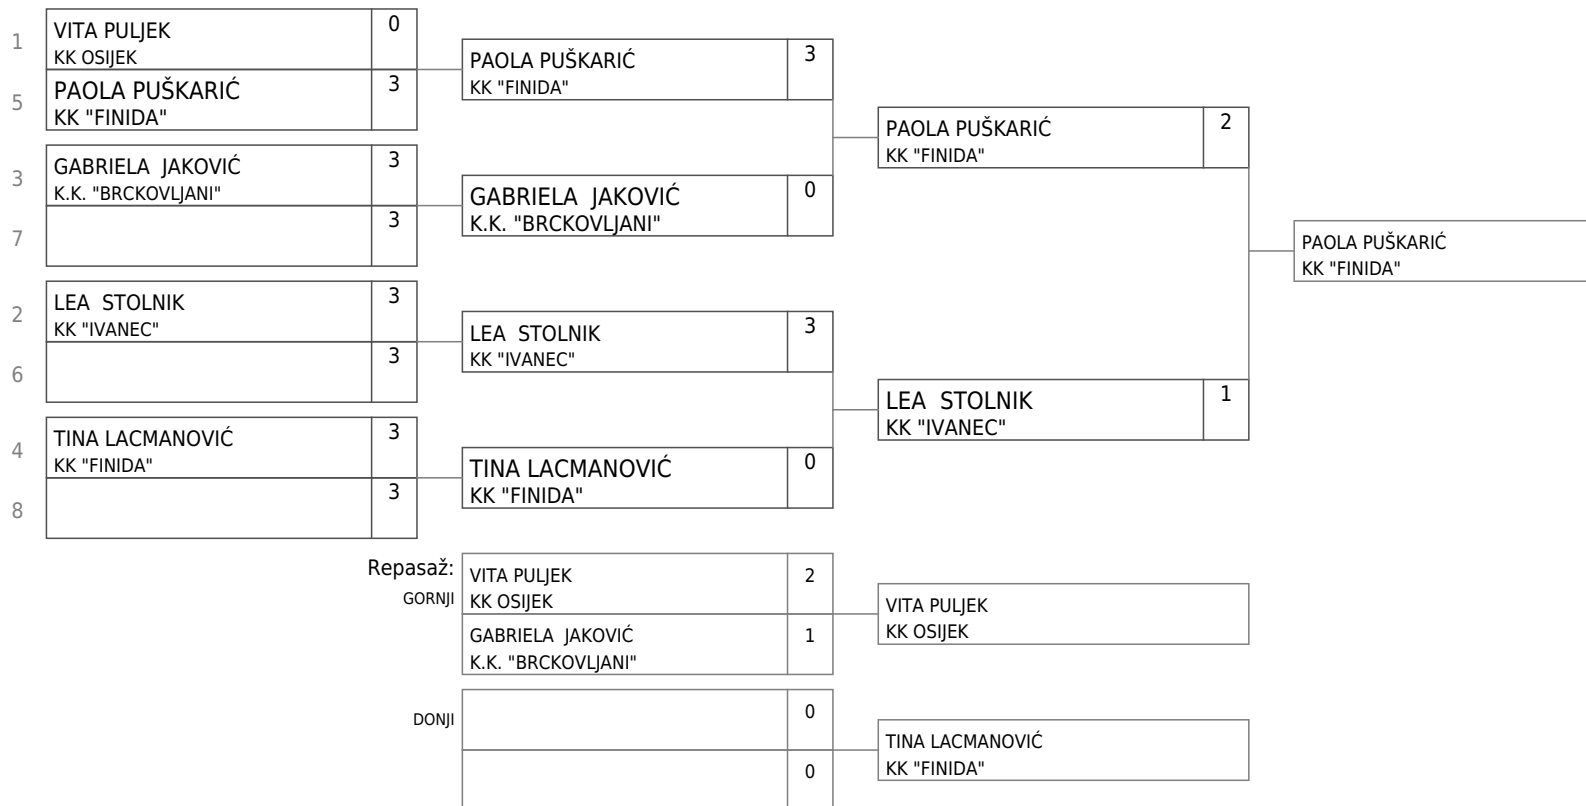 1
VITA PULJEK
KK OSIJEK
0
5
PAOLA PUŠKARIĆ
KK "FINIDA"
3
3
GABRIELA JAKOVIĆ
K.K. "BRCKOVLJANI"
3
7
3
2
LEA STOLNIK
KK "IVANEC"
3
6
3
4
TINA LACMANOVIĆ
KK "FINIDA"
3
8
3
PAOLA PUŠKARIĆ
KK "FINIDA"
3
GABRIELA JAKOVIĆ
K.K. "BRCKOVLJANI"
0
LEA STOLNIK
KK "IVANEC"
3
TINA LACMANOVIĆ
KK "FINIDA"
0
PAOLA PUŠKARIĆ
KK "FINIDA"
2
LEA STOLNIK
KK "IVANEC"
1
PAOLA PUŠKARIĆ
KK "FINIDA"
Repasaž:
GORNJI
VITA PULJEK
KK OSIJEK
2
GABRIELA JAKOVIĆ
K.K. "BRCKOVLJANI"
1
VITA PULJEK
KK OSIJEK
DONJI
0
0
TINA LACMANOVIĆ
KK "FINIDA"